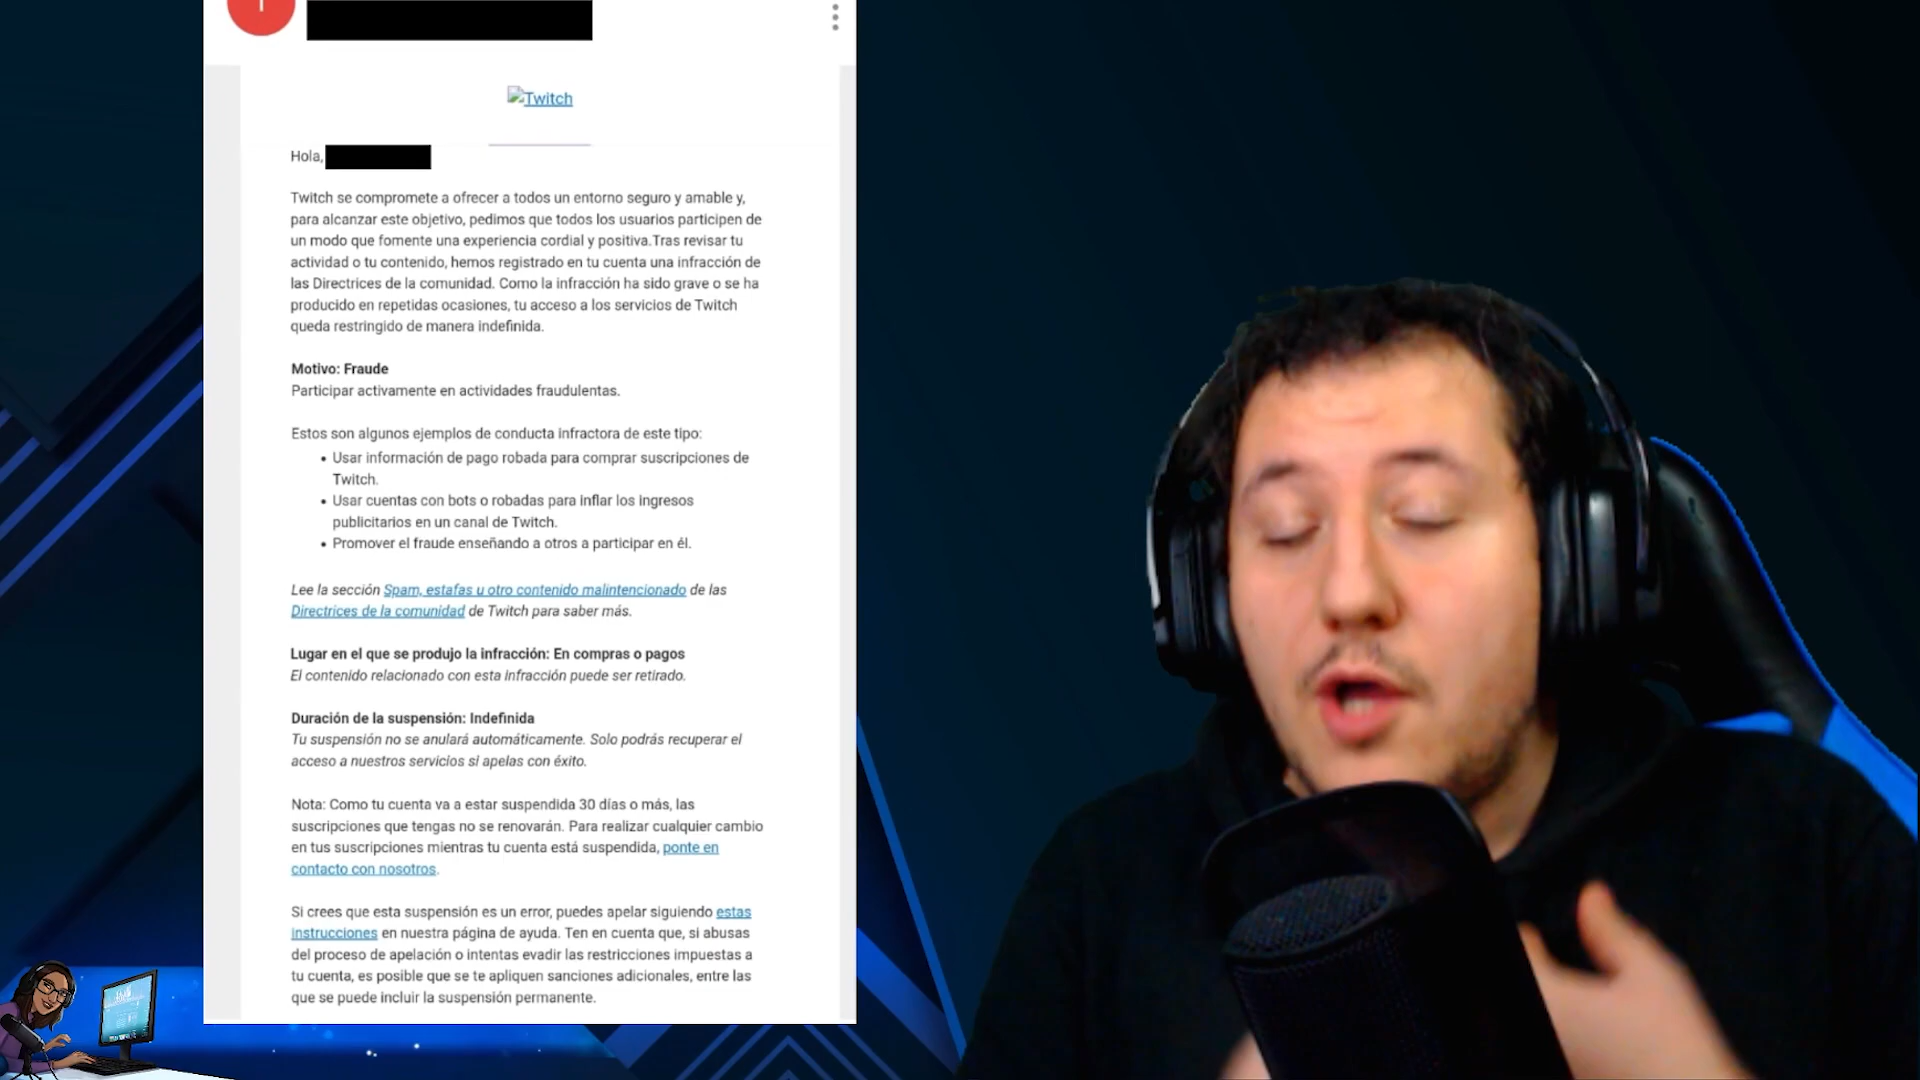 Twitch
Hola,
Twitch se compromete a ofrecer a todos un entorno seguro y amable y,
para alcanzar este objetivo, pedimos que todos los usuarios participen de
un modo que fomente una experiencia cordial y positiva.Tras revisar tu
actividad o tu contenido, hemos registrado en tu cuenta una infracción de
las Directrices de la comunidad. Como la infracción ha sido grave o se ha
producido en repetidas ocasiones, tu acceso a los servicios de Twitch
queda restringido de manera indefinida.
Motivo: Fraude
Participar activamente en actividades fraudulentas.
Estos son algunos ejemplos de conducta infractora de este tipo:
• Usar información de pago robada para comprar suscripciones de
Twitch.
• Usar cuentas con bots o robadas para inflar los ingresos
publicitarios en un canal de Twitch.
• Promover el fraude enseñando a otros a participar en él.
Lee la sección Spam, estafas u otro contenido malintencionado de las
Directrices de la comunidad de Twitch para saber más.
Lugar en el que se produjo la infracción: En compras o pagos
El contenido relacionado con esta infracción puede ser retirado.
Duración de la suspensión: Indefinida
Tu suspensión no se anulará automáticamente. Solo podrás recuperar el
acceso a nuestros servicios si apelas con éxito.
Nota: Como tu cuenta va a estar suspendida 30 días o más, las
suscripciones que tengas no se renovarán. Para realizar cualquier cambio
en tus suscripciones mientras tu cuenta está suspendida, ponte en
contacto con nosotros.
Si crees que esta suspensión es un error, puedes apelar siguiendo estas
instrucciones en nuestra página de ayuda. Ten en cuenta que, si abusas
del proceso de apelación o intentas evadir las restricciones impuestas a
tu cuenta, es posible que se te apliquen sanciones adicionales, entre las
que se puede incluir la suspensión permanente.